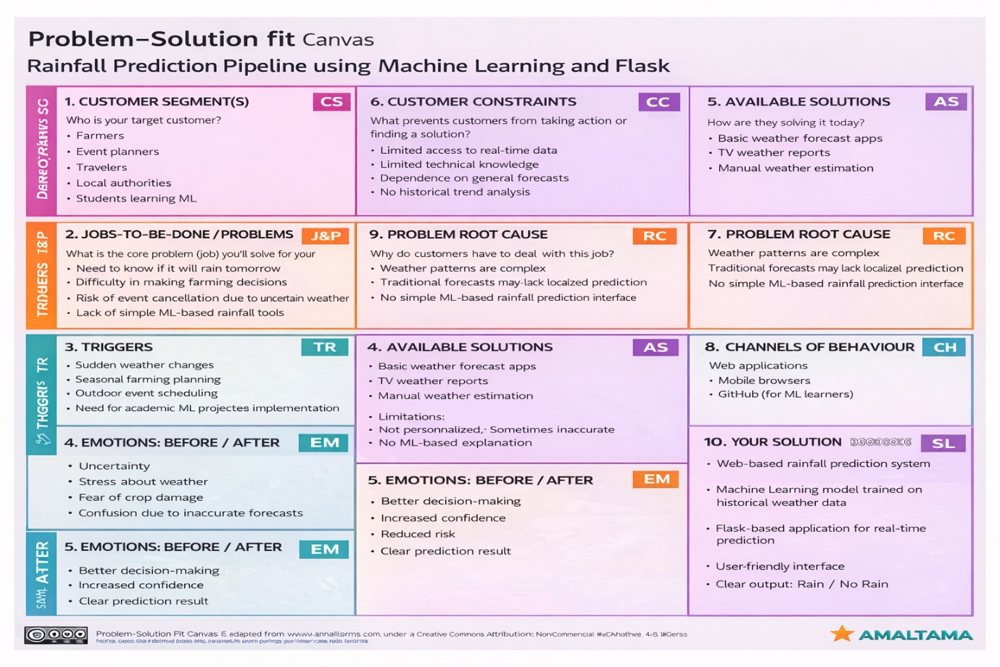 Problem–Solution fit Canvas
Rainfall Prediction Pipeline using Machine Learning and Flask
1. CUSTOMER SEGMENT(S) CS
Who is your target customer?
• Farmers
• Event planners
• Travelers
• Local authorities
• Students learning ML
6. CUSTOMER CONSTRAINTS CC
What prevents customers from taking action or
finding a solution?
• Limited access to real-time data
• Limited technical knowledge
• Dependence on general forecasts
• No historical trend analysis
5. AVAILABLE SOLUTIONS AS
How are they solving it today?
• Basic weather forecast apps
• TV weather reports
• Manual weather estimation
J&P
2. JOBS-TO-BE-DONE / PROBLEMS J&P
What is the core problem (job) you'll solve for your
• Need to know if it will rain tomorrow
• Difficulty in making farming decisions
• Risk of event cancellation due to uncertain weather
• Lack of simple ML-based rainfall tools
9. PROBLEM ROOT CAUSE RC
Why do customers have to deal with this job?
• Weather patterns are complex
• Traditional forecasts may-lack localized prediction
• No simple ML-based rainfall prediction interface
7. PROBLEM ROOT CAUSE RC
Weather patterns are complex
Traditional forecasts may lack localizel prediction
No simple ML-based rainfall prediction interface
TR
3. TRIGGERS TR
• Sudden weather changes
• Seasonal farming planning
• Outdoor event scheduling
• Need for academic ML projectes implementation
4. EMOTIONS: BEFORE / AFTER EM
• Uncertainty
• Stress about weather
• Fear of crop damage
• Confusion due to inaccurate forecasts
ATTER
5. EMOTIONS: BEFORE / AFTER EM
• Better decision-making
• Increased confidence
• Clear prediction result
4. AVAILABLE SOLUTIONS AS
• Basic weather forecast apps
• TV weather reports
• Manual weather estimation
• Limitations:
• Not personnalized,· Sometimes inaccurate
• No ML-based explanation
5. EMOTIONS: BEFORE / AFTER EM
• Better decision-making
• Increased confidence
• Reduced risk
• Clear prediction result
8. CHANNELS OF BEHAVIOUR CH
Web applications
• Mobile browsers
• GitHub (for ML learners)
10. YOUR SOLUTION SL
• Web-based rainfall prediction system
• Machine Learning model trained on
historical weather data
• Flask-based application for real-time
prediction
• User-friendly interface
• Clear output: Rain / No Rain
Problem-Solution Fit Canvas adapted from under a Creative Commons Attribution: NonCommercial
AMALTAMA